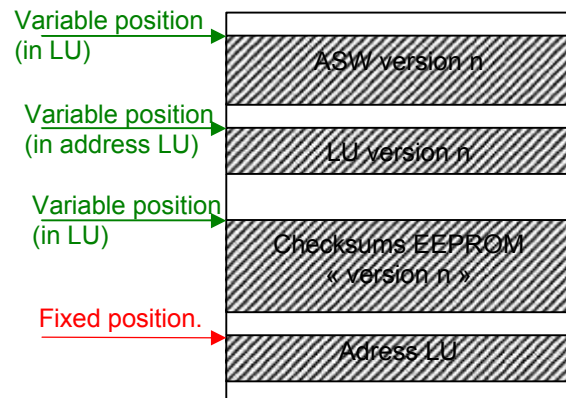 Variable position
(in LU)
ASW version n
Variable position
(in address LU)
LU version n
Variable position
(in LU)
Checksums EEPROM
« version n »
Fixed position.
Adress LU